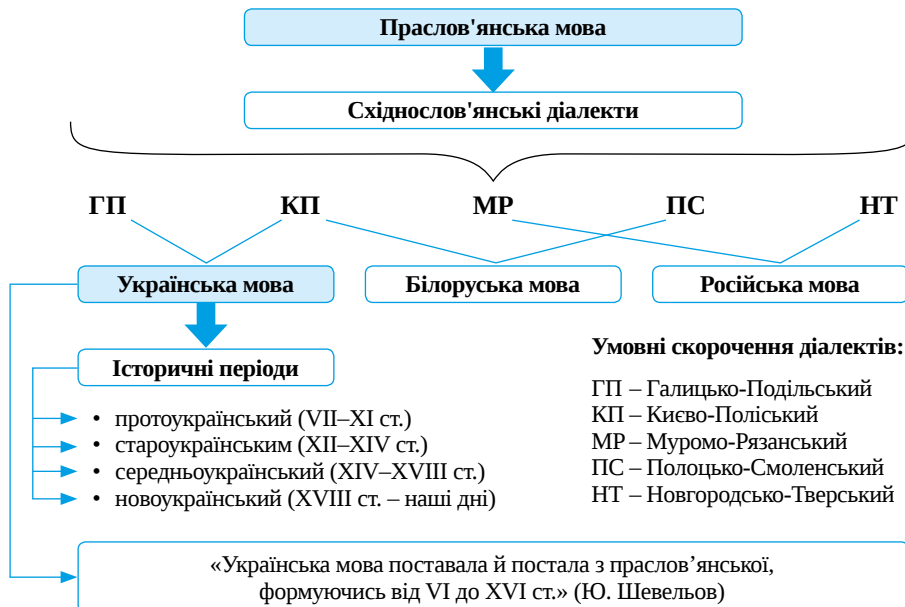 Праслов'янська мова
Східнослов'янські діалекти
ГП КП МР ПС НТ
Українська мова
Білоруська мова
Російська мова
Історичні періоди
• протоукраїнський (VII–XI ст.)
• староукраїнським (XII–XIV ст.)
• середньоукраїнський (XIV–XVIII ст.)
• новоукраїнський (XVIII ст. – наші дні)
Умовні скорочення діалектів:
ГП – Галицько-Подільський
КП – Києво-Поліський
МР – Муромо-Рязанський
ПС – Полоцько-Смоленський
НТ – Новгородсько-Тверський
«Українська мова поставала й постала з праслов’янської,
формуючись від VI до XVI ст.» (Ю. Шевельов)